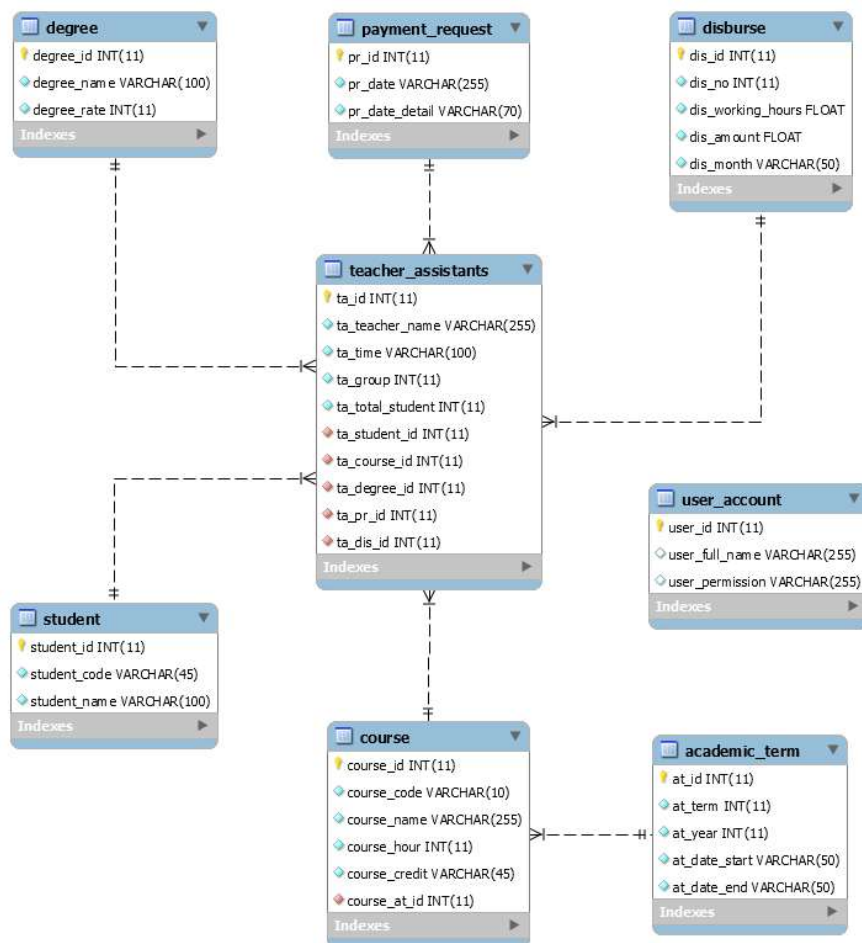 degree
degree_id INT(11)
degree_name VARCHAR(100)
degree_rate INT(11)
Indexes
payment_request
pr_id INT(11)
pr_date VARCHAR(255)
pr_date_detail VARCHAR(70)
Indexes
disburse
dis_id INT(11)
dis_no INT(11)
dis_working_hours FLOAT
dis_amount FLOAT
dis_month VARCHAR(50)
Indexes
teacher_assistants
ta_id INT(11)
ta_teacher_name VARCHAR(255)
ta_time VARCHAR(100)
ta_group INT(11)
ta_total_student INT(11)
ta_student_id INT(11)
ta_course_id INT(11)
ta_degree_id INT(11)
ta_pr_id INT(11)
ta_dis_id INT(11)
Indexes
user_account
user_id INT(11)
user_full_name VARCHAR(255)
user_permission VARCHAR(255)
Indexes
student
student_id INT(11)
student_code VARCHAR(45)
student_name VARCHAR(100)
Indexes
course
course_id INT(11)
course_code VARCHAR(10)
course_name VARCHAR(255)
course_hour INT(11)
course_credit VARCHAR(45)
course_at_id INT(11)
Indexes
academic_term
at_id INT(11)
at_term INT(11)
at_year INT(11)
at_date_start VARCHAR(50)
at_date_end VARCHAR(50)
Indexes